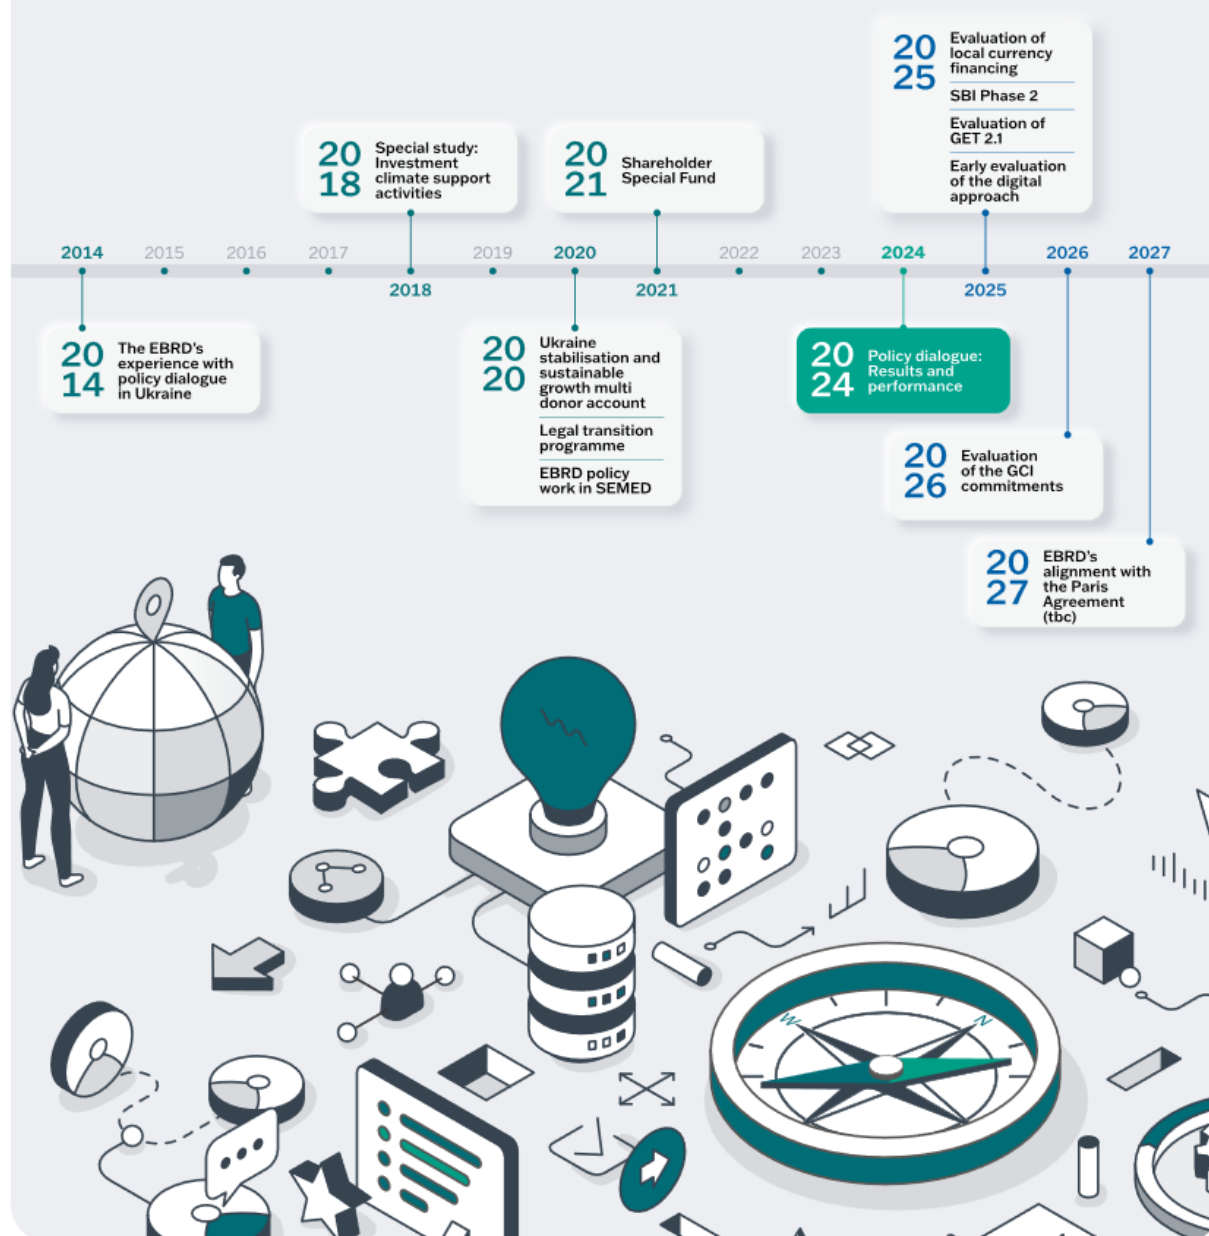 20
25
Evaluation of
local currency
financing
SBI Phase 2
Evaluation of
GET 2.1
Early evaluation
of the digital
approach
20
18
Special study:
Investment
climate support
activities
20
21
Shareholder
Special Fund
2014 2015 2016 2017 2019 2020 2022 2023 2024 2026 2027
2018 2021 2025
20
14
The EBRD's
experience with
policy dialogue
in Ukraine
20
20
Ukraine
stabilisation and
sustainable
growth multi
donor account
Legal transition
programme
EBRD policy
work in SEMED
20
24
Policy dialogue:
Results and
performance
20
26
Evaluation
of the GCI
commitments
20
27
EBRD's
alignment with
the Paris
Agreement
(tbc)
W N